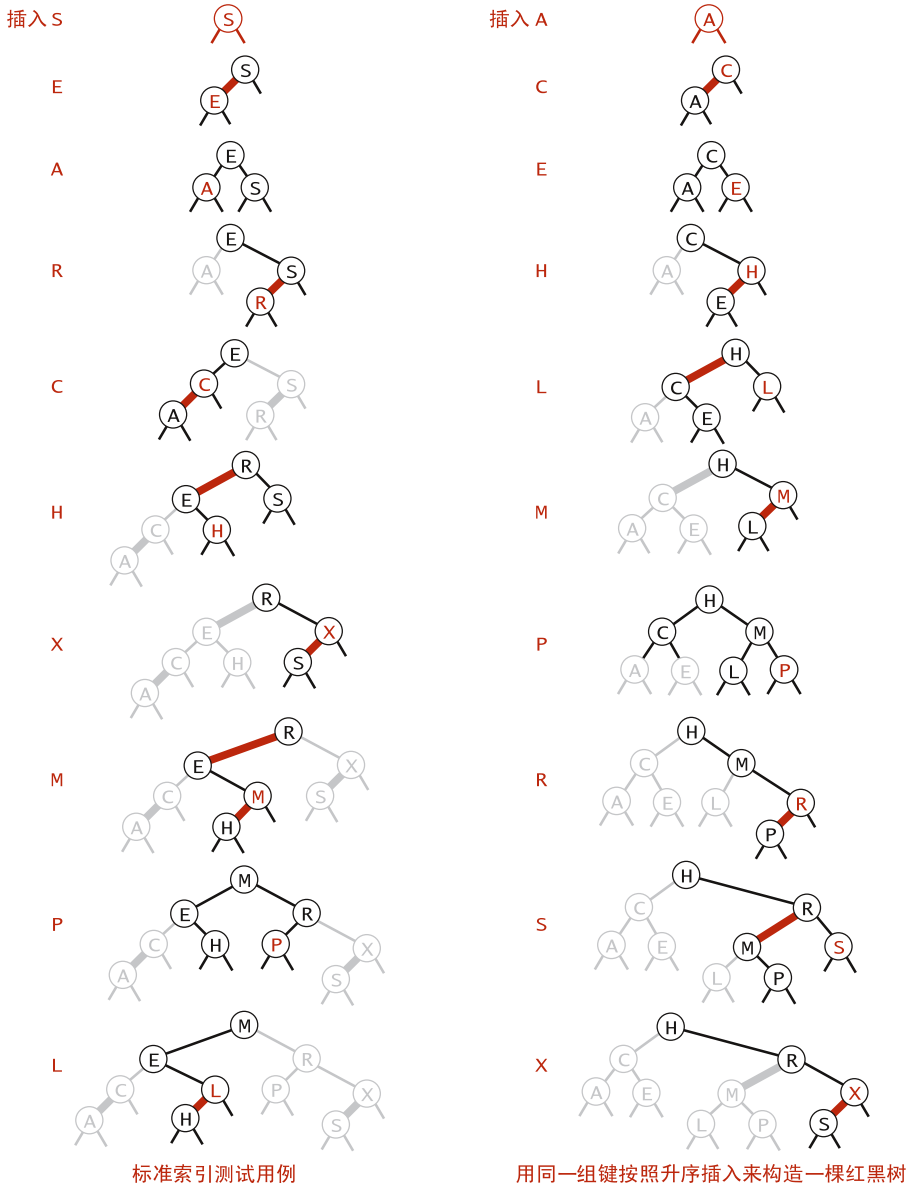 插入 S
S
E
S
E
A
E
A S
R
E
A S
R
C
E
C S
A R
H
R
E S
C H
A
X
R
E X
C H S
A
M
R
E X
C M S
A H
P
M
E R
C H P X
A S
L
M
E R
C L P X
A H S
标准索引测试用例
插入 A
A
C
C
A
E
C
A E
H
C
A H
E
L
H
C L
A E
M
H
C M
A E L
P
H
C M
A E L P
R
H
C M
A E L R
P
S
H
C R
A E M S
L P
X
H
C R
A E M X
L P S
用同一组键按照升序插入来构造一棵红黑树